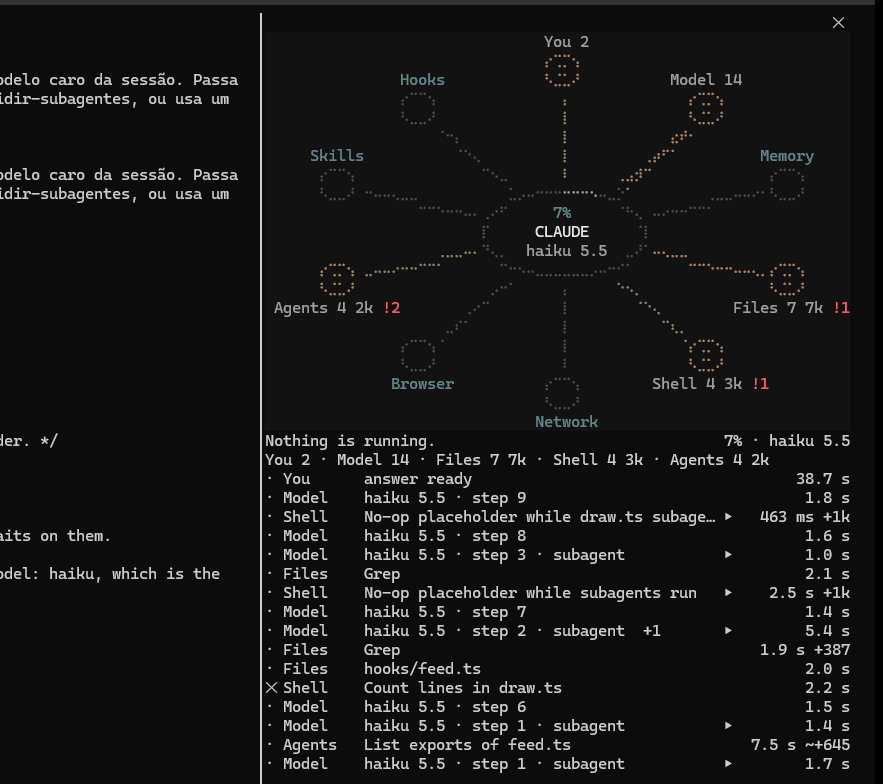 odelo caro da sessão. Passa
idir-subagentes, ou usa um
odelo caro da sessão. Passa
idir-subagentes, ou usa um
der. */
aits on them.
odel: haiku, which is the
You 2
Hooks
Model 14
Skills
Memory
7%
CLAUDE
haiku 5.5
Agents 4 2k !2
Files 7 7k !1
Browser
Shell 4 3k !1
Network
Nothing is running. 7% · haiku 5.5
You 2 · Model 14 · Files 7 7k · Shell 4 3k · Agents 4 2k
· You answer ready 38.7 s
· Model haiku 5.5 · step 9 1.8 s
· Shell No-op placeholder while draw.ts subage… ▸ 463 ms +1k
· Model haiku 5.5 · step 8 1.6 s
· Model haiku 5.5 · step 3 · subagent ▸ 1.0 s
· Files Grep 2.1 s
· Shell No-op placeholder while subagents run ▸ 2.5 s +1k
· Model haiku 5.5 · step 7 1.4 s
· Model haiku 5.5 · step 2 · subagent +1 ▸ 5.4 s
· Files Grep 1.9 s +387
· Files hooks/feed.ts 2.0 s
× Shell Count lines in draw.ts 2.2 s
· Model haiku 5.5 · step 6 1.5 s
· Model haiku 5.5 · step 1 · subagent ▸ 1.4 s
· Agents List exports of feed.ts 7.5 s ~+645
· Model haiku 5.5 · step 1 · subagent ▸ 1.7 s